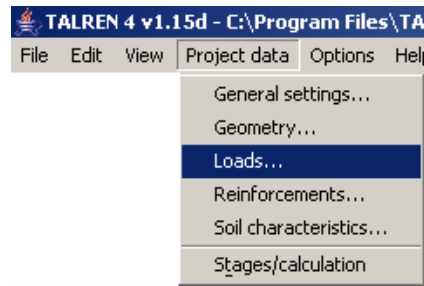 TALREN 4 v1.15d - C:\Program Files\TA
File Edit View Project data Options Hel
General settings...
Geometry...
Loads...
Reinforcements...
Soil characteristics...
Stages/calculation